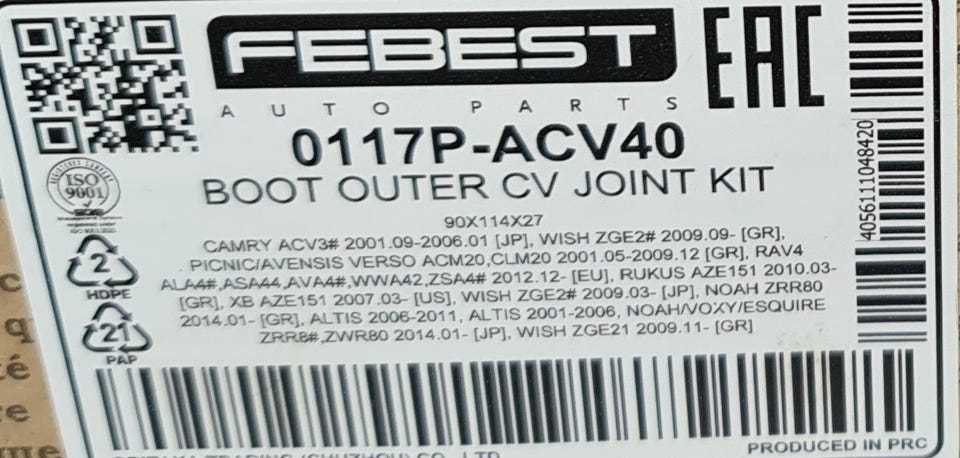 FEBEST
EAC
AUTO PARTS
0117P-ACV40
BOOT OUTER CV JOINT KIT
90X114X27
CAMRY ACV3# 2001.09-2006.01 [JP], WISH ZGE2# 2009.09- [GR],
PICNIC/AVENSIS VERSO ACM20,CLM20 2001.05-2009.12 [GR], RAV4
ALA4#,ASA44,AVA4#,WWA42,ZSA4# 2012.12- [EU], RUKUS AZE151 2010.03-
[GR], XB AZE151 2007.03- [US], WISH ZGE2# 2009.03- [JP], NOAH ZRR80
2014.01- [GR], ALTIS 2006-2011, ALTIS 2001-2006, NOAH/VOXY/ESQUIRE
ZRR8#,ZWR80 2014.01- [JP], WISH ZGE21 2009.11- [GR]
4056111048420
REGISTERED COMPANY
ISO
9001
2
HDPE
21
PAP
PRODUCED IN PRC
c
q
té
e
me